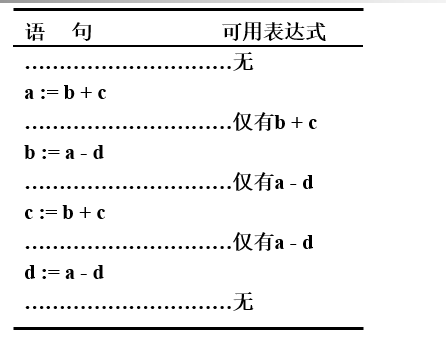 语 句 可用表达式
..............................无
a := b + c
..............................仅有b + c
b := a - d
..............................仅有a - d
c := b + c
..............................仅有a - d
d := a - d
..............................无